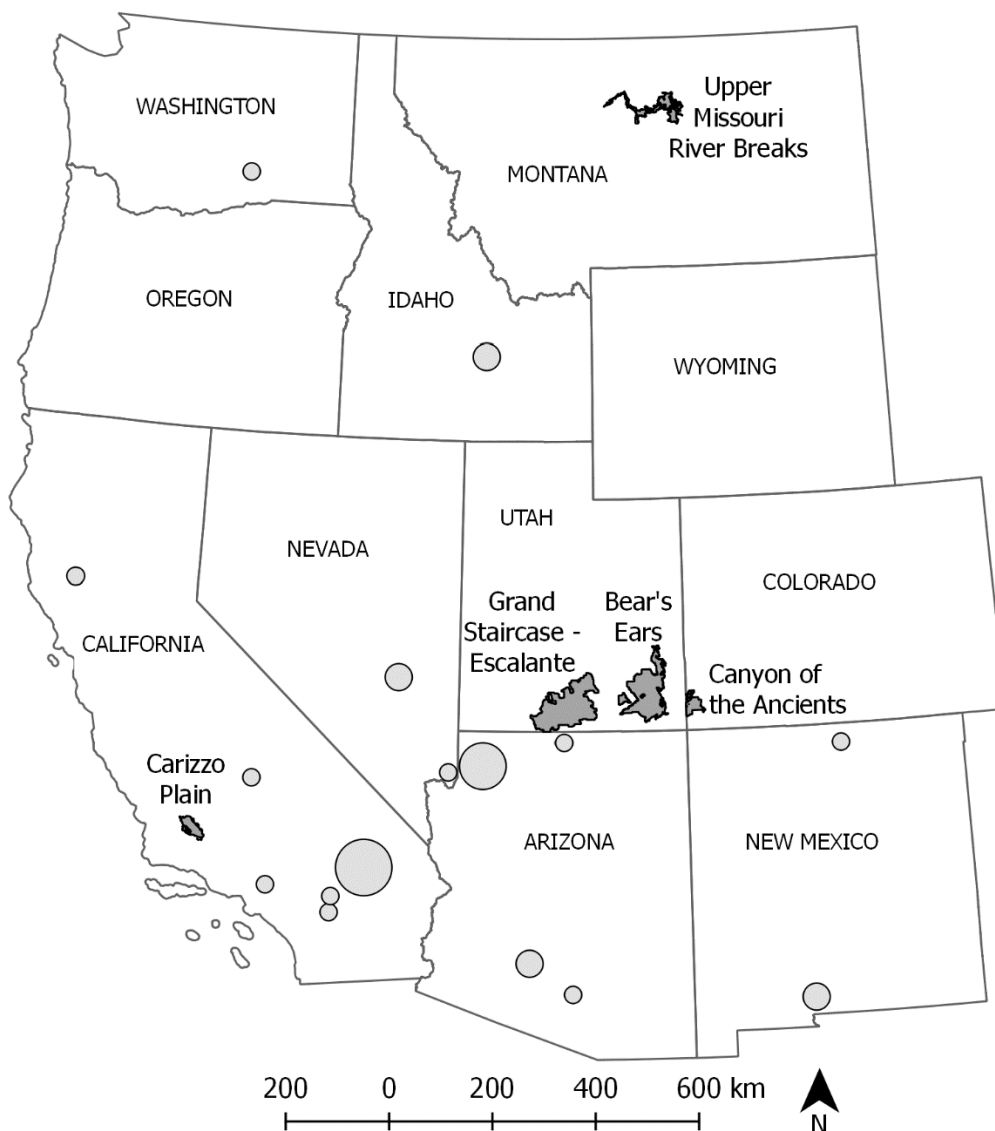 WASHINGTON
Upper
Missouri
River Breaks
MONTANA
OREGON
IDAHO
WYOMING
UTAH
NEVADA
COLORADO
CALIFORNIA
Grand
Staircase -
Escalante
Bear's
Ears
Canyon of
the Ancients
Carizzo
Plain
ARIZONA
NEW MEXICO
200 0 200 400 600 km
N